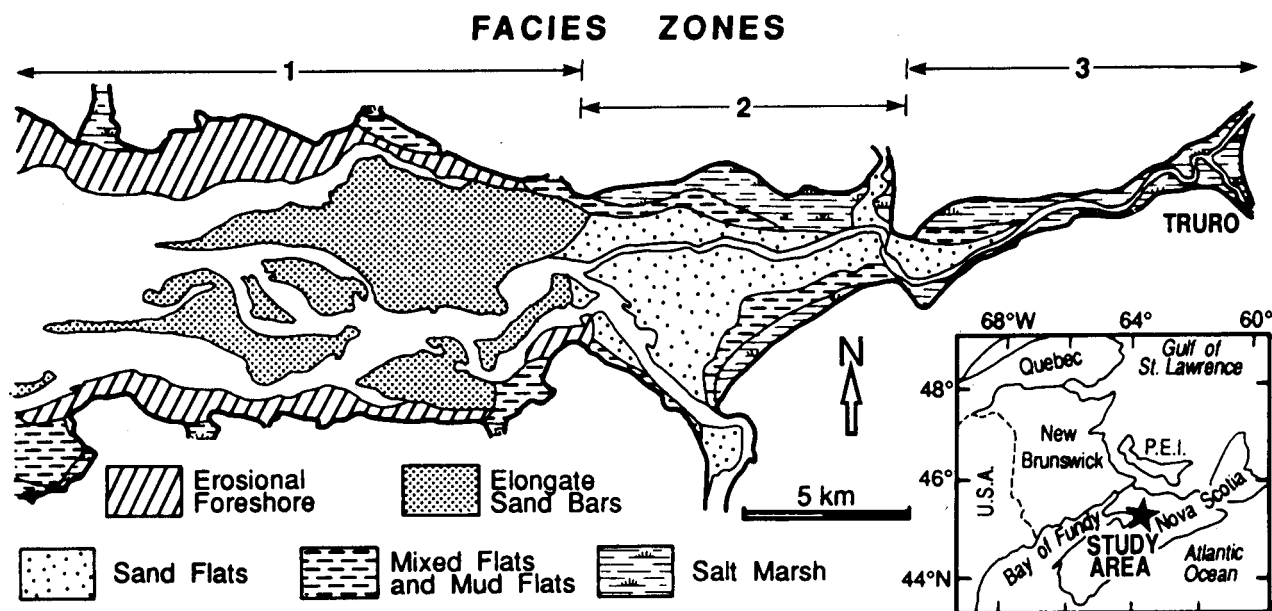 FACIES ZONES
1
2
3
TRURO
N
5 km
Erosional
Foreshore
Elongate
Sand Bars
Sand Flats
Mixed Flats
and Mud Flats
Salt Marsh
68°W
64°
60°
48°
46°
44°N
Quebec
Gulf of
St. Lawrence
New
Brunswick
P.E.I.
U.S.A.
Bay of Fundy
Nova Scotia
STUDY
AREA
Atlantic
Ocean